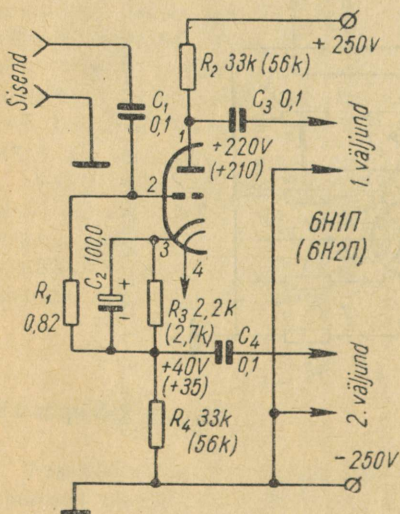 Sisend
C₁
0,1
R₂ 33k (56k)
+250V
C₃ 0,1
1
+220V
(+210)
1. väljund
2
6Н1П
(6Н2П)
3
4
C₂ 100,0
+
−
R₁
0,82
R₃ 2,2k
(2,7k)
C₄
0,1
+40V
(+35)
R₄ 33k
(56k)
2. väljund
−250V